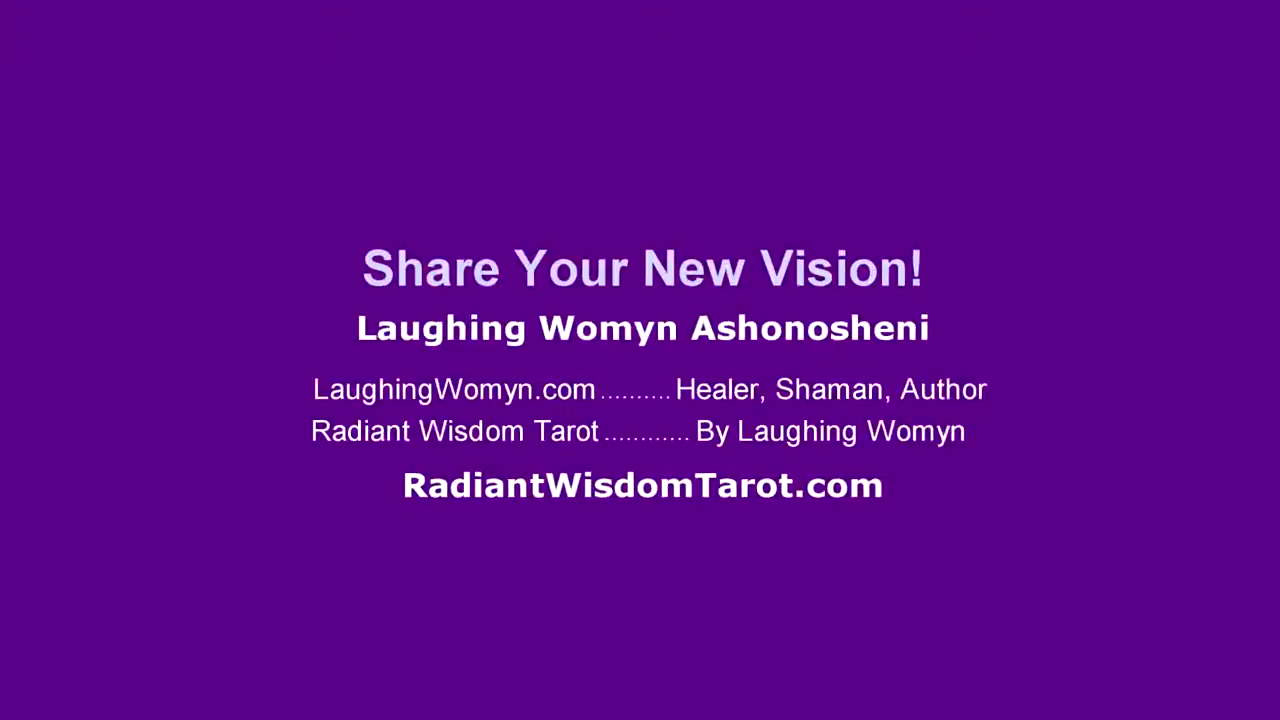 Share Your New Vision!
Laughing Womyn Ashonosheni
LaughingWomyn.com .......... Healer, Shaman, Author
Radiant Wisdom Tarot ............ By Laughing Womyn
RadiantWisdomTarot.com